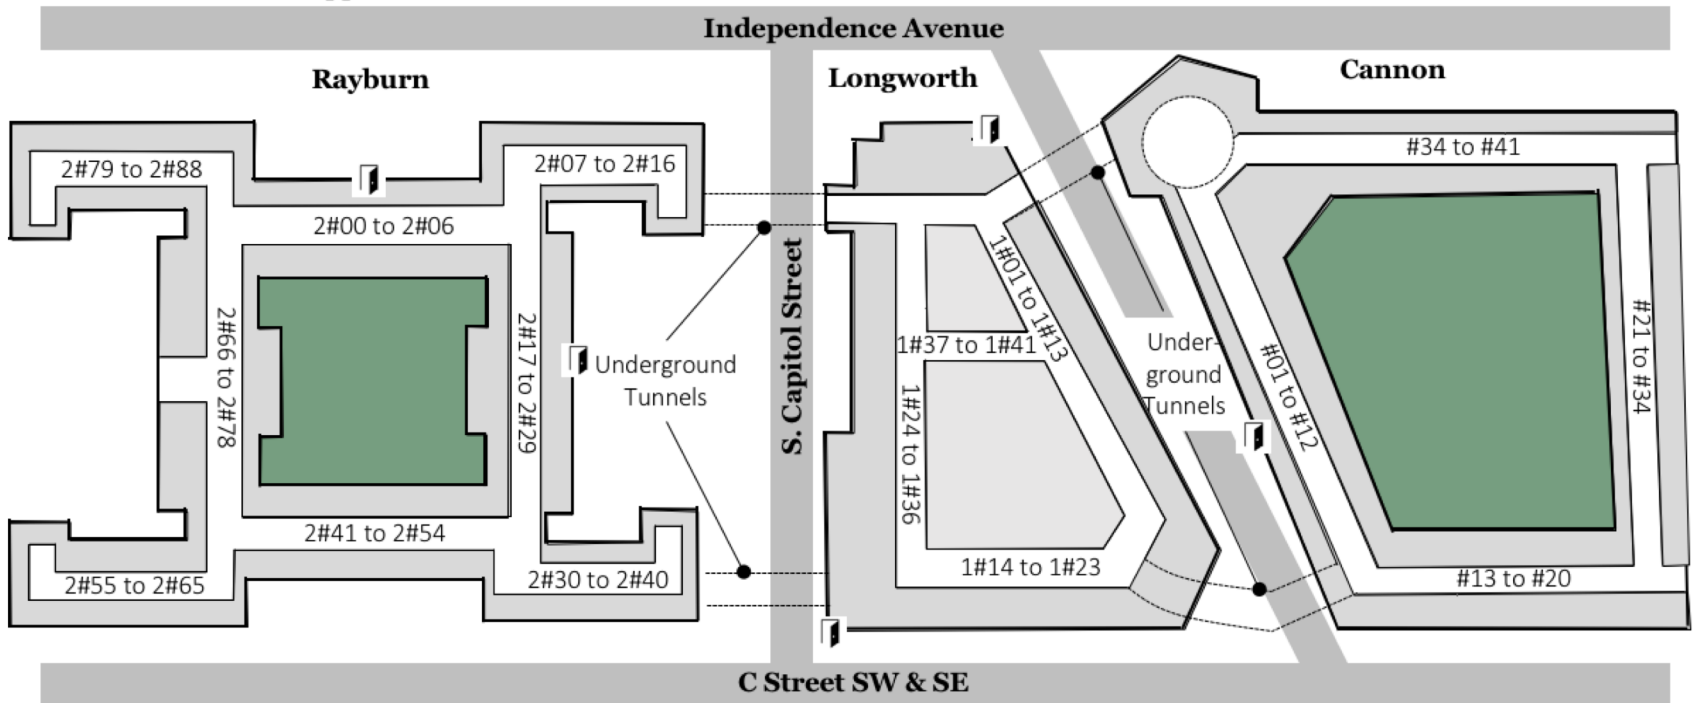 Independence Avenue
Rayburn
Longworth
Cannon
2#79 to 2#88
2#07 to 2#16
#34 to #41
2#00 to 2#06
2#66 to 2#78
2#17 to 2#29
Underground
Tunnels
S. Capitol Street
1#01 to 1#13
1#37 to 1#41
1#24 to 1#36
Under-
ground
Tunnels
#01 to #12
#21 to #34
2#41 to 2#54
2#55 to 2#65
2#30 to 2#40
1#14 to 1#23
#13 to #20
C Street SW & SE